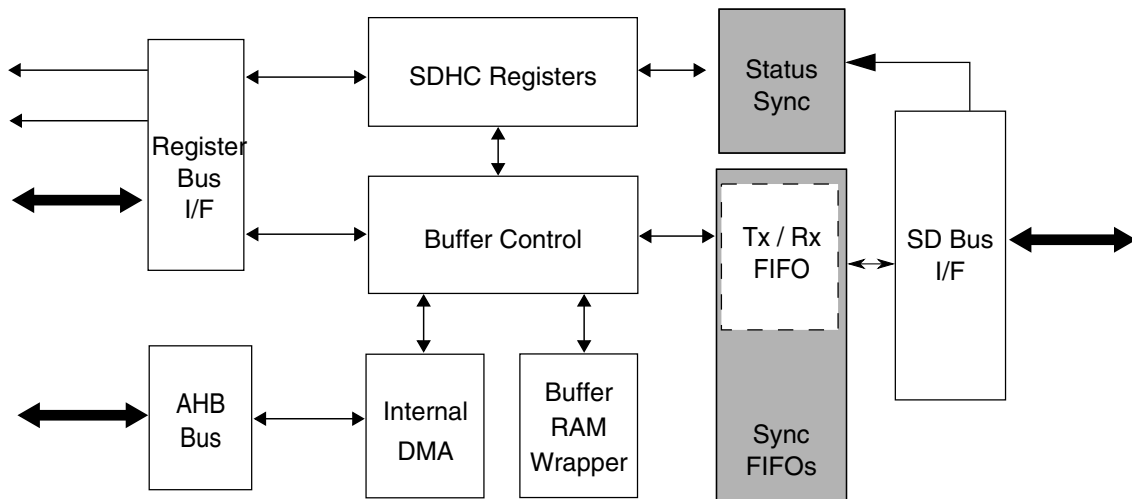 SDHC Registers
Status
Sync
Register
Bus
I/F
Buffer Control
Tx / Rx
FIFO
SD Bus
I/F
AHB
Bus
Internal
DMA
Buffer
RAM
Wrapper
Sync
FIFOs